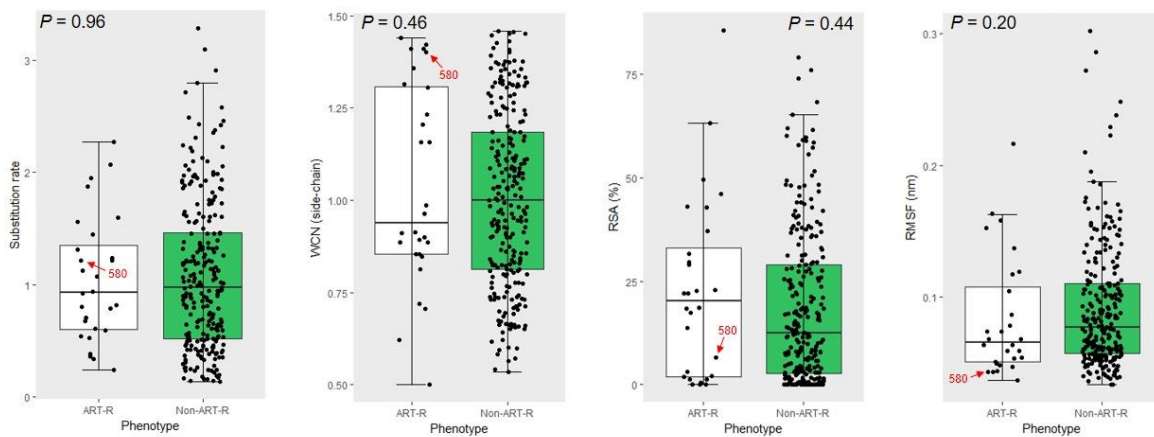 P = 0.96
Substitution rate
3
2
1
0
580
ART-R
Non-ART-R
Phenotype
P = 0.46
WCN (side-chain)
1.50
1.25
1.00
0.75
0.50
580
ART-R
Non-ART-R
Phenotype
P = 0.44
RSA (%)
75
50
25
0
580
ART-R
Non-ART-R
Phenotype
P = 0.20
RMSF (nm)
0.3
0.2
0.1
580
ART-R
Non-ART-R
Phenotype